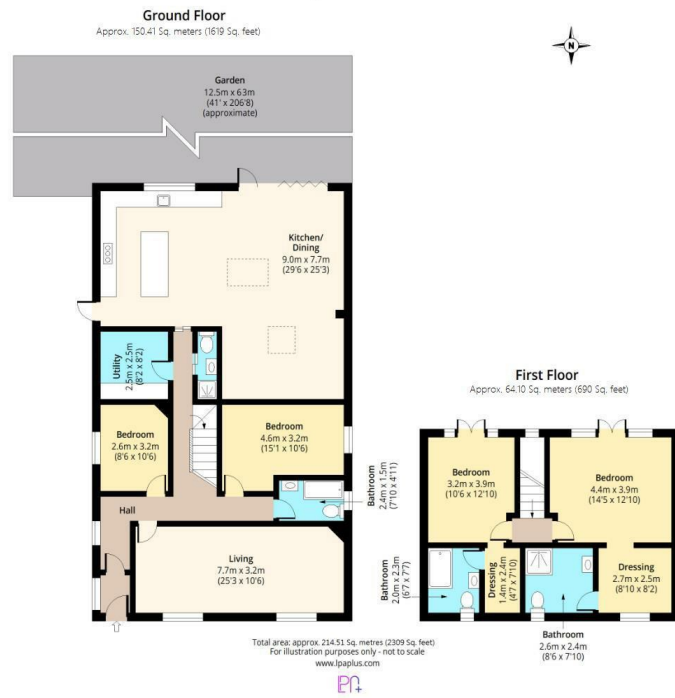 Ground Floor
Approx. 150.41 Sq. meters (1619 Sq. feet)
N
Garden
12.5m x 63m
(41' x 206'8)
(approximate)
Kitchen/
Dining
9.0m x 7.7m
(29'6 x 25'3)
Utility
2.5m x 2.5m
(8'2 x 8'2)
Bedroom
2.6m x 3.2m
(8'6 x 10'6)
Bedroom
4.6m x 3.2m
(15'1 x 10'6)
Bathroom
2.4m x 1.5m
(7'10 x 4'11)
Hall
Living
7.7m x 3.2m
(25'3 x 10'6)
First Floor
Approx. 64.10 Sq. meters (690 Sq. feet)
Bedroom
3.2m x 3.9m
(10'6 x 12'10)
Bedroom
4.4m x 3.9m
(14'5 x 12'10)
Bathroom
2.0m x 2.3m
(6'7 x 7'7)
Dressing
1.4m x 2.4m
(4'7 x 7'10)
Dressing
2.7m x 2.5m
(8'10 x 8'2)
Bathroom
2.6m x 2.4m
(8'6 x 7'10)
Total area: approx. 214.51 Sq. metres (2309 Sq. feet)
For illustration purposes only - not to scale
www.lpaplus.com